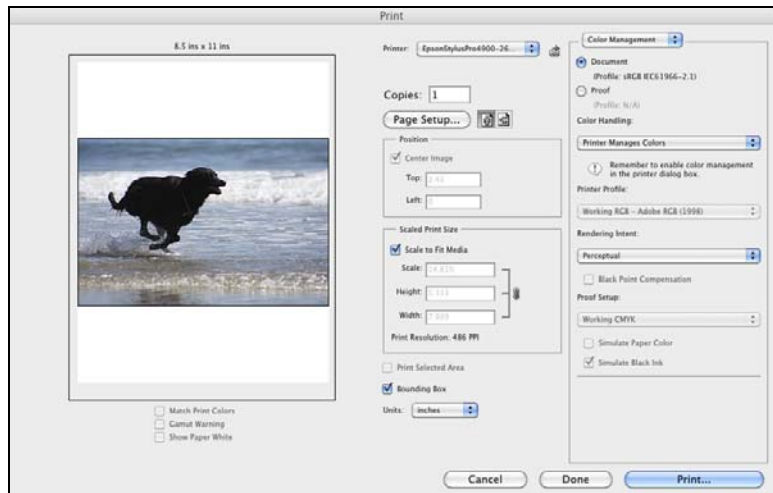 Print
8.5 ins x 11 ins
Match Print Colors
Gamut Warning
Show Paper White
Printer: EpsonStylusPro4900-26...
Copies: 1
Page Setup...
Position
Center Image
Top:
Left:
Scaled Print Size
Scale to Fit Media
Scale:
Height:
Width:
Print Resolution: 486 PPI
Print Selected Area
Bounding Box
Units: inches
Color Management
Document
(Profile: sRGB IEC61966-2.1)
Proof
(Profile: N/A)
Color Handling:
Printer Manages Colors
Remember to enable color management
in the printer dialog box.
Printer Profile:
Working RGB - Adobe RGB (1998)
Rendering Intent:
Perceptual
Black Point Compensation
Proof Setup:
Working CMYK
Simulate Paper Color
Simulate Black Ink
Cancel
Done
Print...